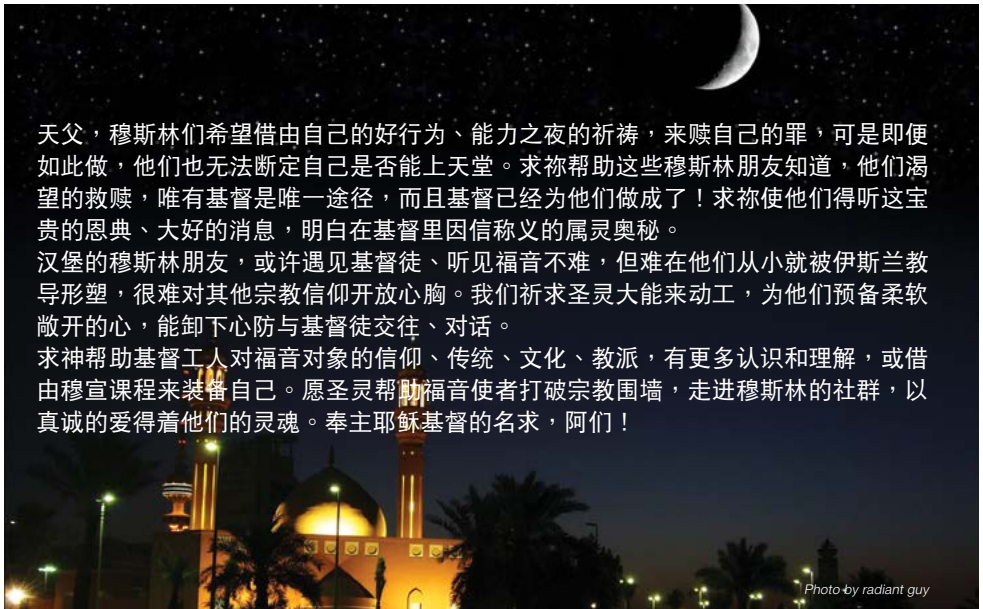 天父，穆斯林们希望借由自己的好行为、能力之夜的祈祷，来赎自己的罪，可是即便
如此做，他们也无法断定自己是否能上天堂。求祢帮助这些穆斯林朋友知道，他们渴
望的救赎，唯有基督是唯一途径，而且基督已经为他们做成了！求祢使他们得听这宝
贵的恩典、大好的消息，明白在基督里因信称义的属灵奥秘。
汉堡的穆斯林朋友，或许遇见基督徒、听见福音不难，但难在他们从小就被伊斯兰教
导形塑，很难对其他宗教信仰开放心胸。我们祈求圣灵大能来动工，为他们预备柔软
敞开的心，能卸下心防与基督徒交往、对话。
求神帮助基督工人对福音对象的信仰、传统、文化、教派，有更多认识和理解，或借
由穆宣课程来装备自己。愿圣灵帮助福音使者打破宗教围墙，走进穆斯林的社群，以
真诚的爱得着他们的灵魂。奉主耶稣基督的名求，阿们！
Photo by radiant guy